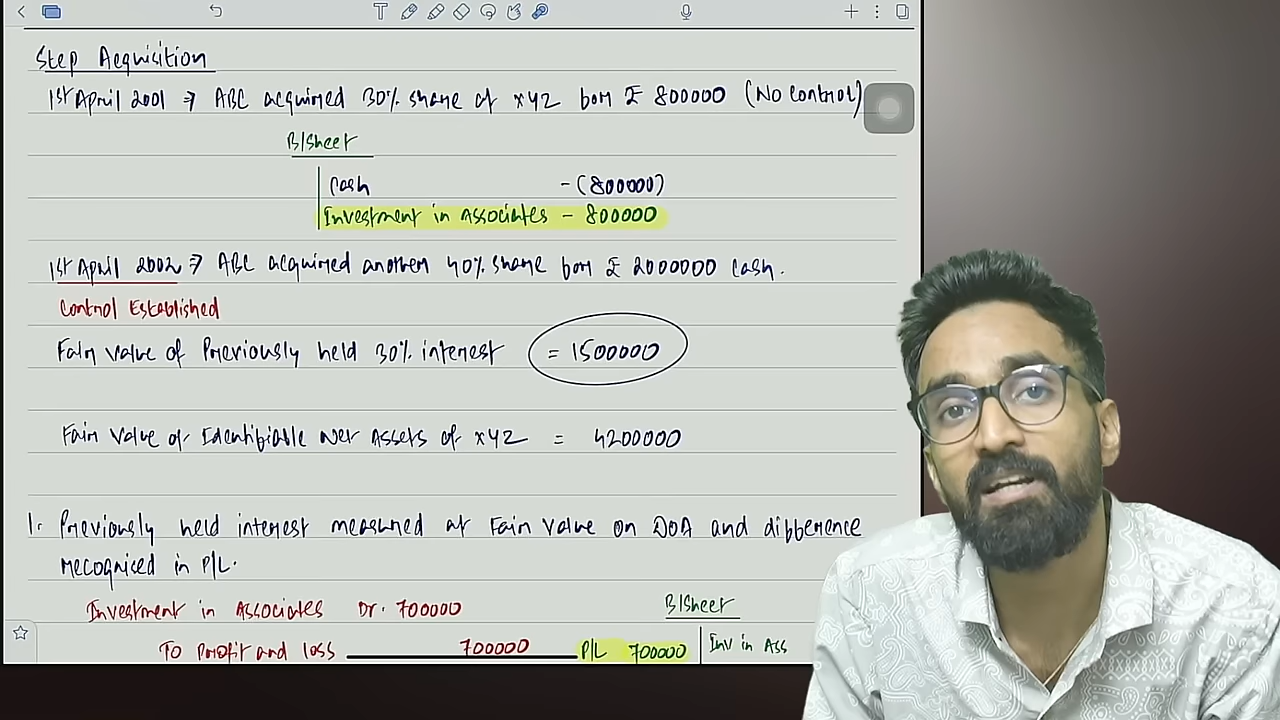 Step Acquisition
1st April 2001 ⇒ ABC acquired 30% share of XYZ for ₹ 800000 (No control)
B/Sheet
Cash - (800000)
Investment in Associates - 800000
1st April 2002 ⇒ ABC acquired another 40% share for ₹ 2000000 cash.
Control Established
Fair Value of Previously held 30% interest = 1500000
Fair Value of Identifiable Net Assets of XYZ = 4200000
1. Previously held interest measured at Fair Value on DOA and difference
recognised in P/L.
Investment in Associates Dr. 700000
B/Sheet
To Profit and loss 700000
P/L 700000
Inv in Ass